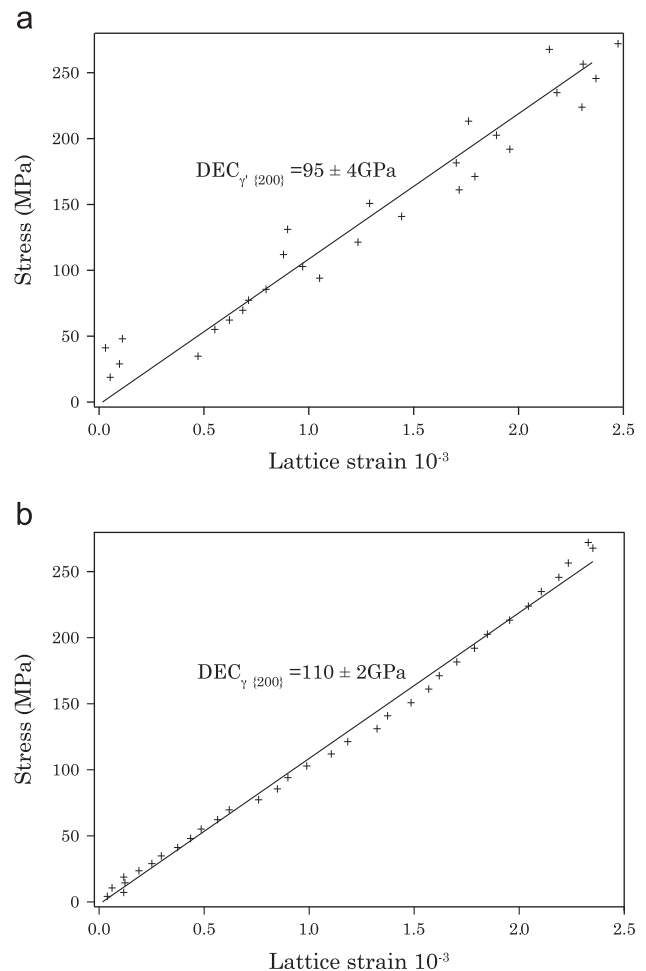 a
250
200
150
100
50
0
Stress (MPa)
DECγ' {200} =95 ± 4GPa
0.0 0.5 1.0 1.5 2.0 2.5
Lattice strain 10-3
b
250
200
150
100
50
0
Stress (MPa)
DECγ {200} =110 ± 2GPa
0.0 0.5 1.0 1.5 2.0 2.5
Lattice strain 10-3